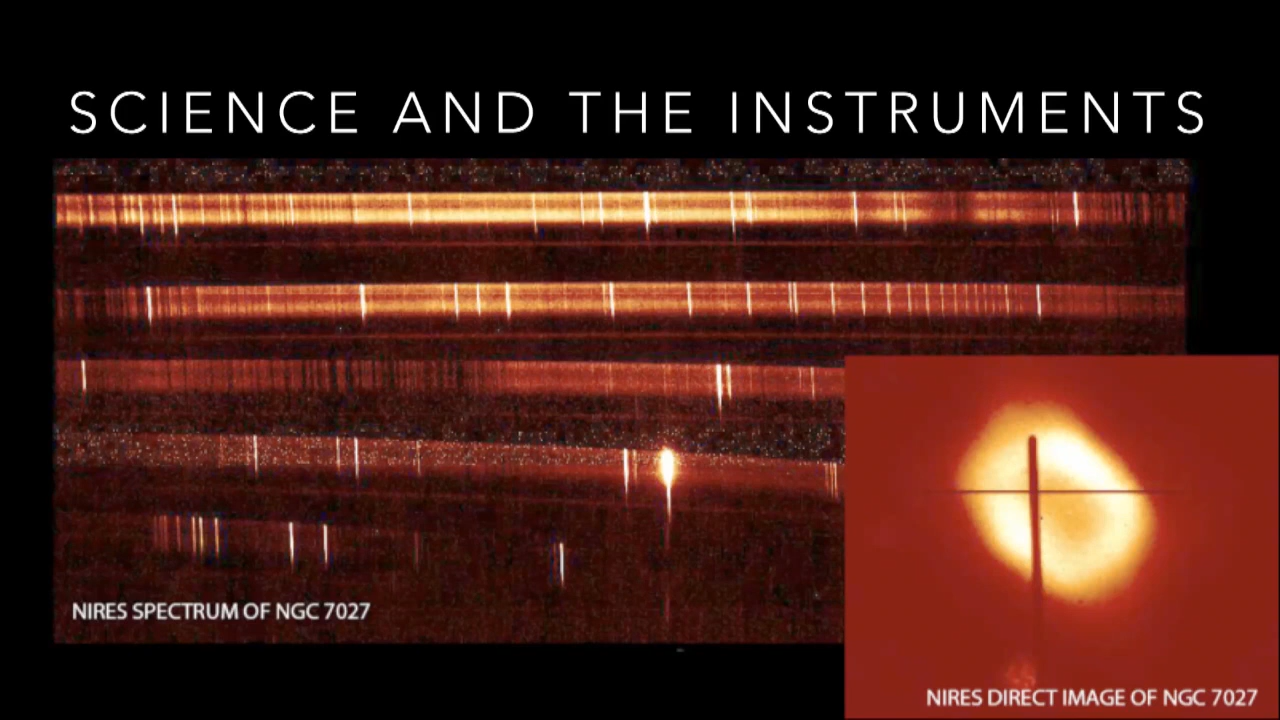 SCIENCE AND THE INSTRUMENTS
NIRES SPECTRUM OF NGC 7027
NIRES DIRECT IMAGE OF NGC 7027